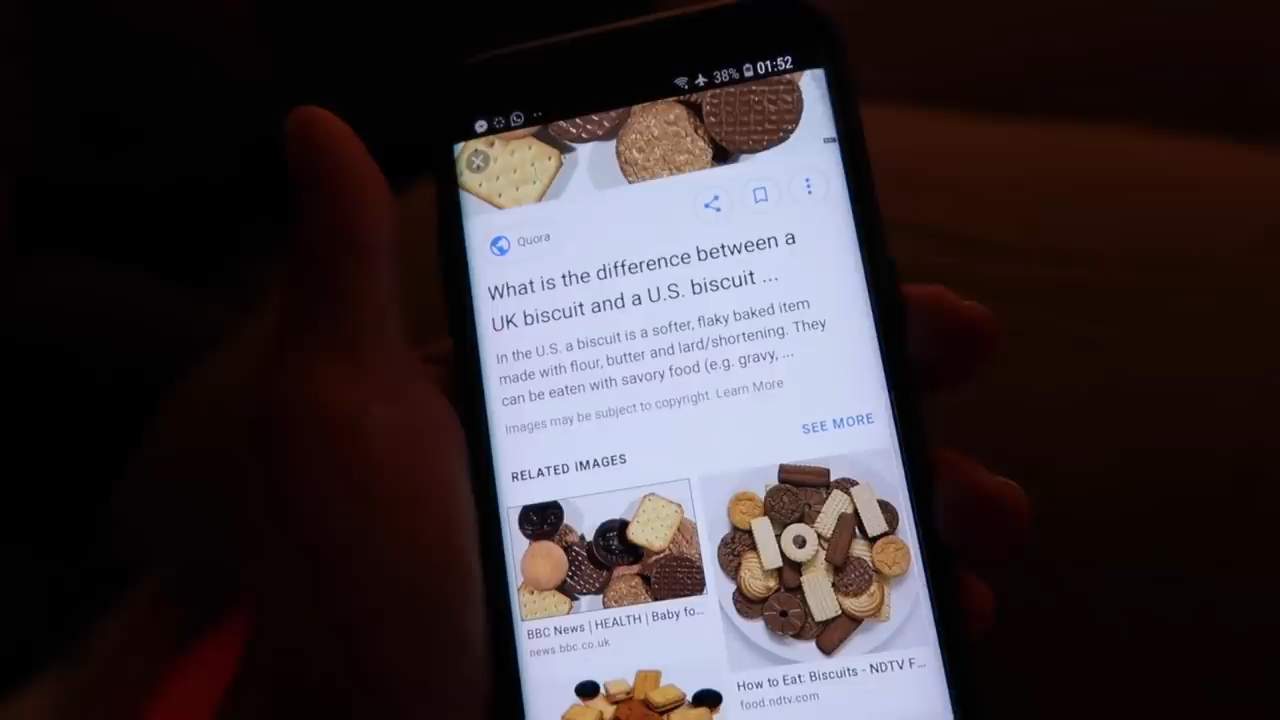 38% 01:52
Quora
What is the difference between a
UK biscuit and a U.S. biscuit ...
In the U.S. a biscuit is a softer, flaky baked item
made with flour, butter and lard/shortening. They
can be eaten with savory food (e.g. gravy, ...
Images may be subject to copyright. Learn More
SEE MORE
RELATED IMAGES
BBC News | HEALTH | Baby fo...
news.bbc.co.uk
How to Eat: Biscuits - NDTV F...
food.ndtv.com